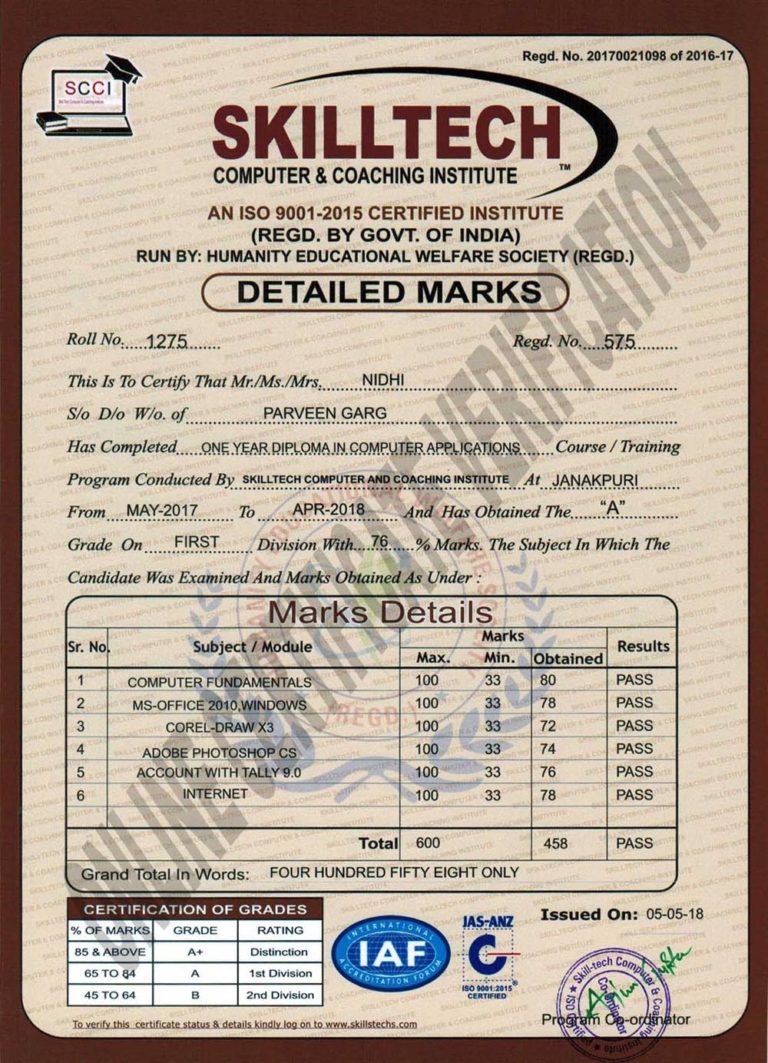 Regd. No. 20170021098 of 2016-17
SCCI
SKILLTECH
COMPUTER & COACHING INSTITUTE ™
AN ISO 9001-2015 CERTIFIED INSTITUTE
(REGD. BY GOVT. OF INDIA)
RUN BY: HUMANITY EDUCATIONAL WELFARE SOCIETY (REGD.)
DETAILED MARKS
Roll No. 1275 Regd. No. 575
This Is To Certify That Mr./Ms./Mrs. NIDHI
S/o D/o W/o. of PARVEEN GARG
Has Completed ONE YEAR DIPLOMA IN COMPUTER APPLICATIONS Course / Training
Program Conducted By SKILLTECH COMPUTER AND COACHING INSTITUTE At JANAKPURI
From MAY-2017 To APR-2018 And Has Obtained The "A"
Grade On FIRST Division With 76 % Marks. The Subject In Which The
Candidate Was Examined And Marks Obtained As Under :
Marks Details
Sr. No. Subject / Module Marks Results
Max. Min. Obtained
1 COMPUTER FUNDAMENTALS 100 33 80 PASS
2 MS-OFFICE 2010,WINDOWS 100 33 78 PASS
3 COREL-DRAW X3 100 33 72 PASS
4 ADOBE PHOTOSHOP CS 100 33 74 PASS
5 ACCOUNT WITH TALLY 9.0 100 33 76 PASS
6 INTERNET 100 33 78 PASS
Total 600 458 PASS
Grand Total In Words: FOUR HUNDRED FIFTY EIGHT ONLY
ONLINE CERTIFICATE VERIFICATION
CERTIFICATION OF GRADES
% OF MARKS GRADE RATING
85 & ABOVE A+ Distinction
65 TO 84 A 1st Division
45 TO 64 B 2nd Division
INTERNATIONAL
IAF
ACCREDITATION FORUM
JAS-ANZ
C
ISO 9001:2015
CERTIFIED
Issued On: 05-05-18
Skill-tech Computer & Coaching Institute
Co-ordinator
Program Co-ordinator
To verify this certificate status & details kindly log on to www.skillstechs.com